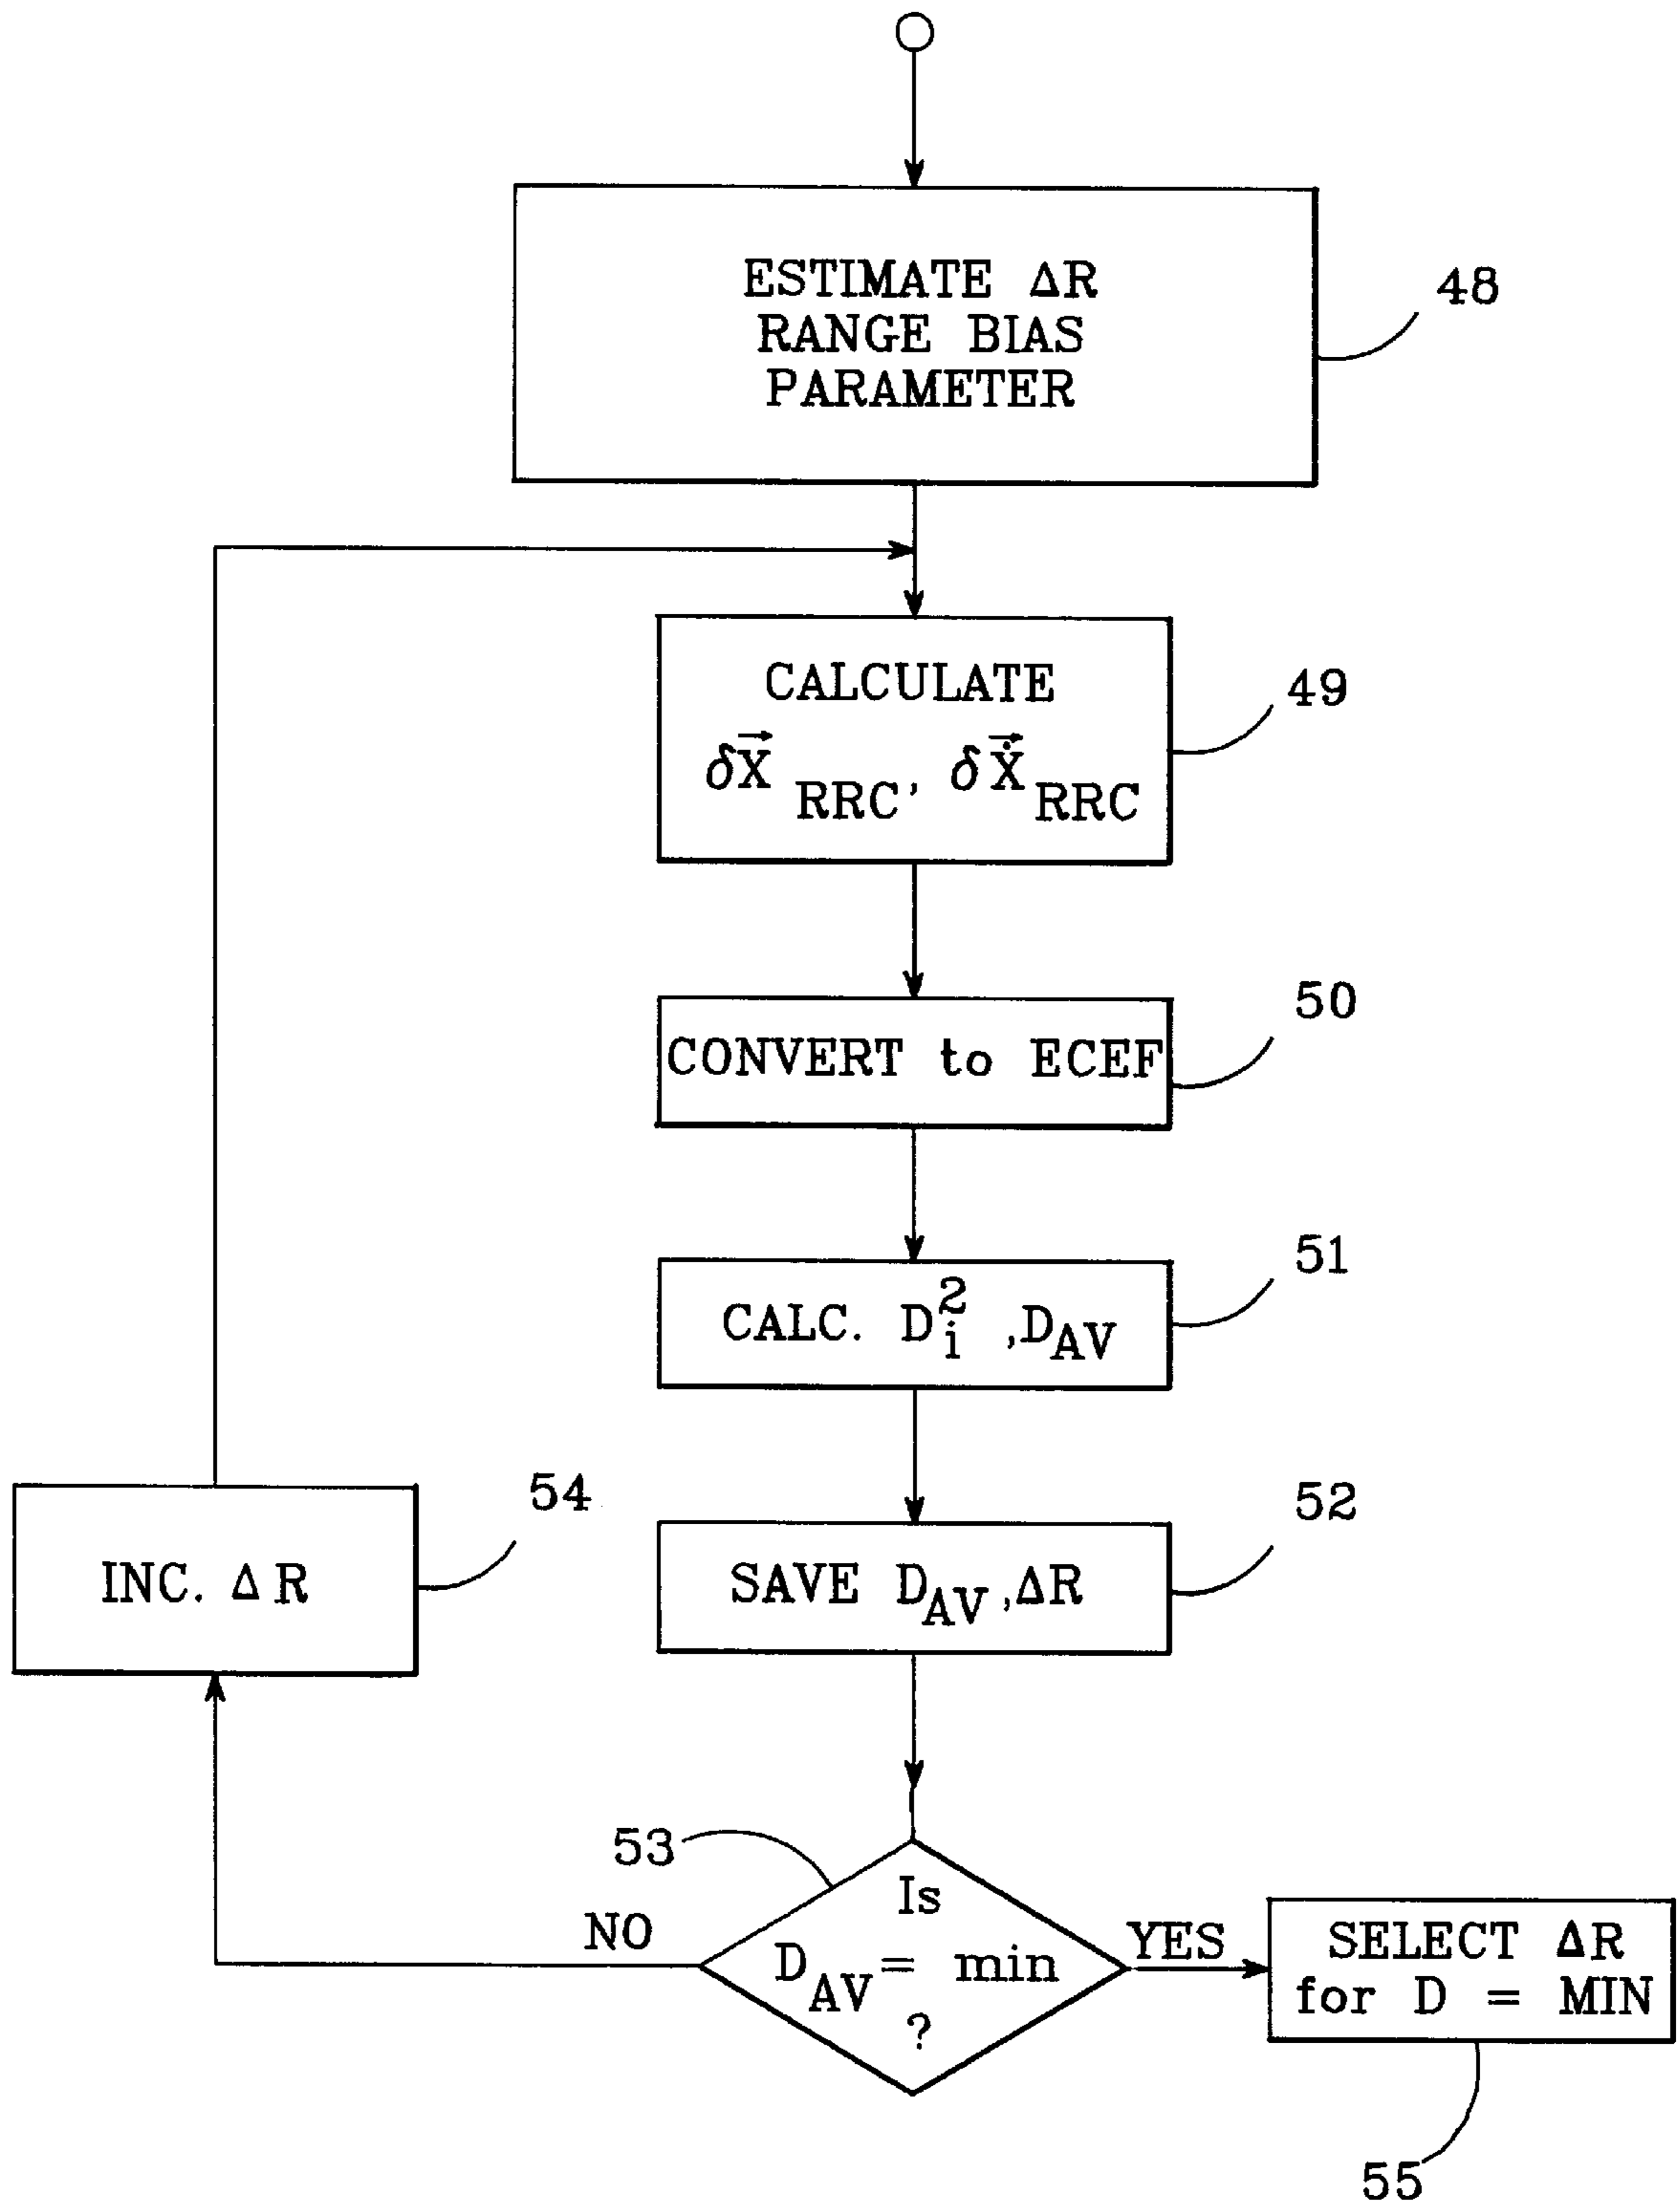 ESTIMATE ΔR
RANGE BIAS
PARAMETER
48
CALCULATE
δX⃗ RRC, δẊ⃗ RRC
49
CONVERT to ECEF
50
CALC. D²i ,DAV
51
SAVE DAV,ΔR
52
INC. Δ R
54
53
Is
DAV = min
?
NO
YES
SELECT ΔR
for D = MIN
55